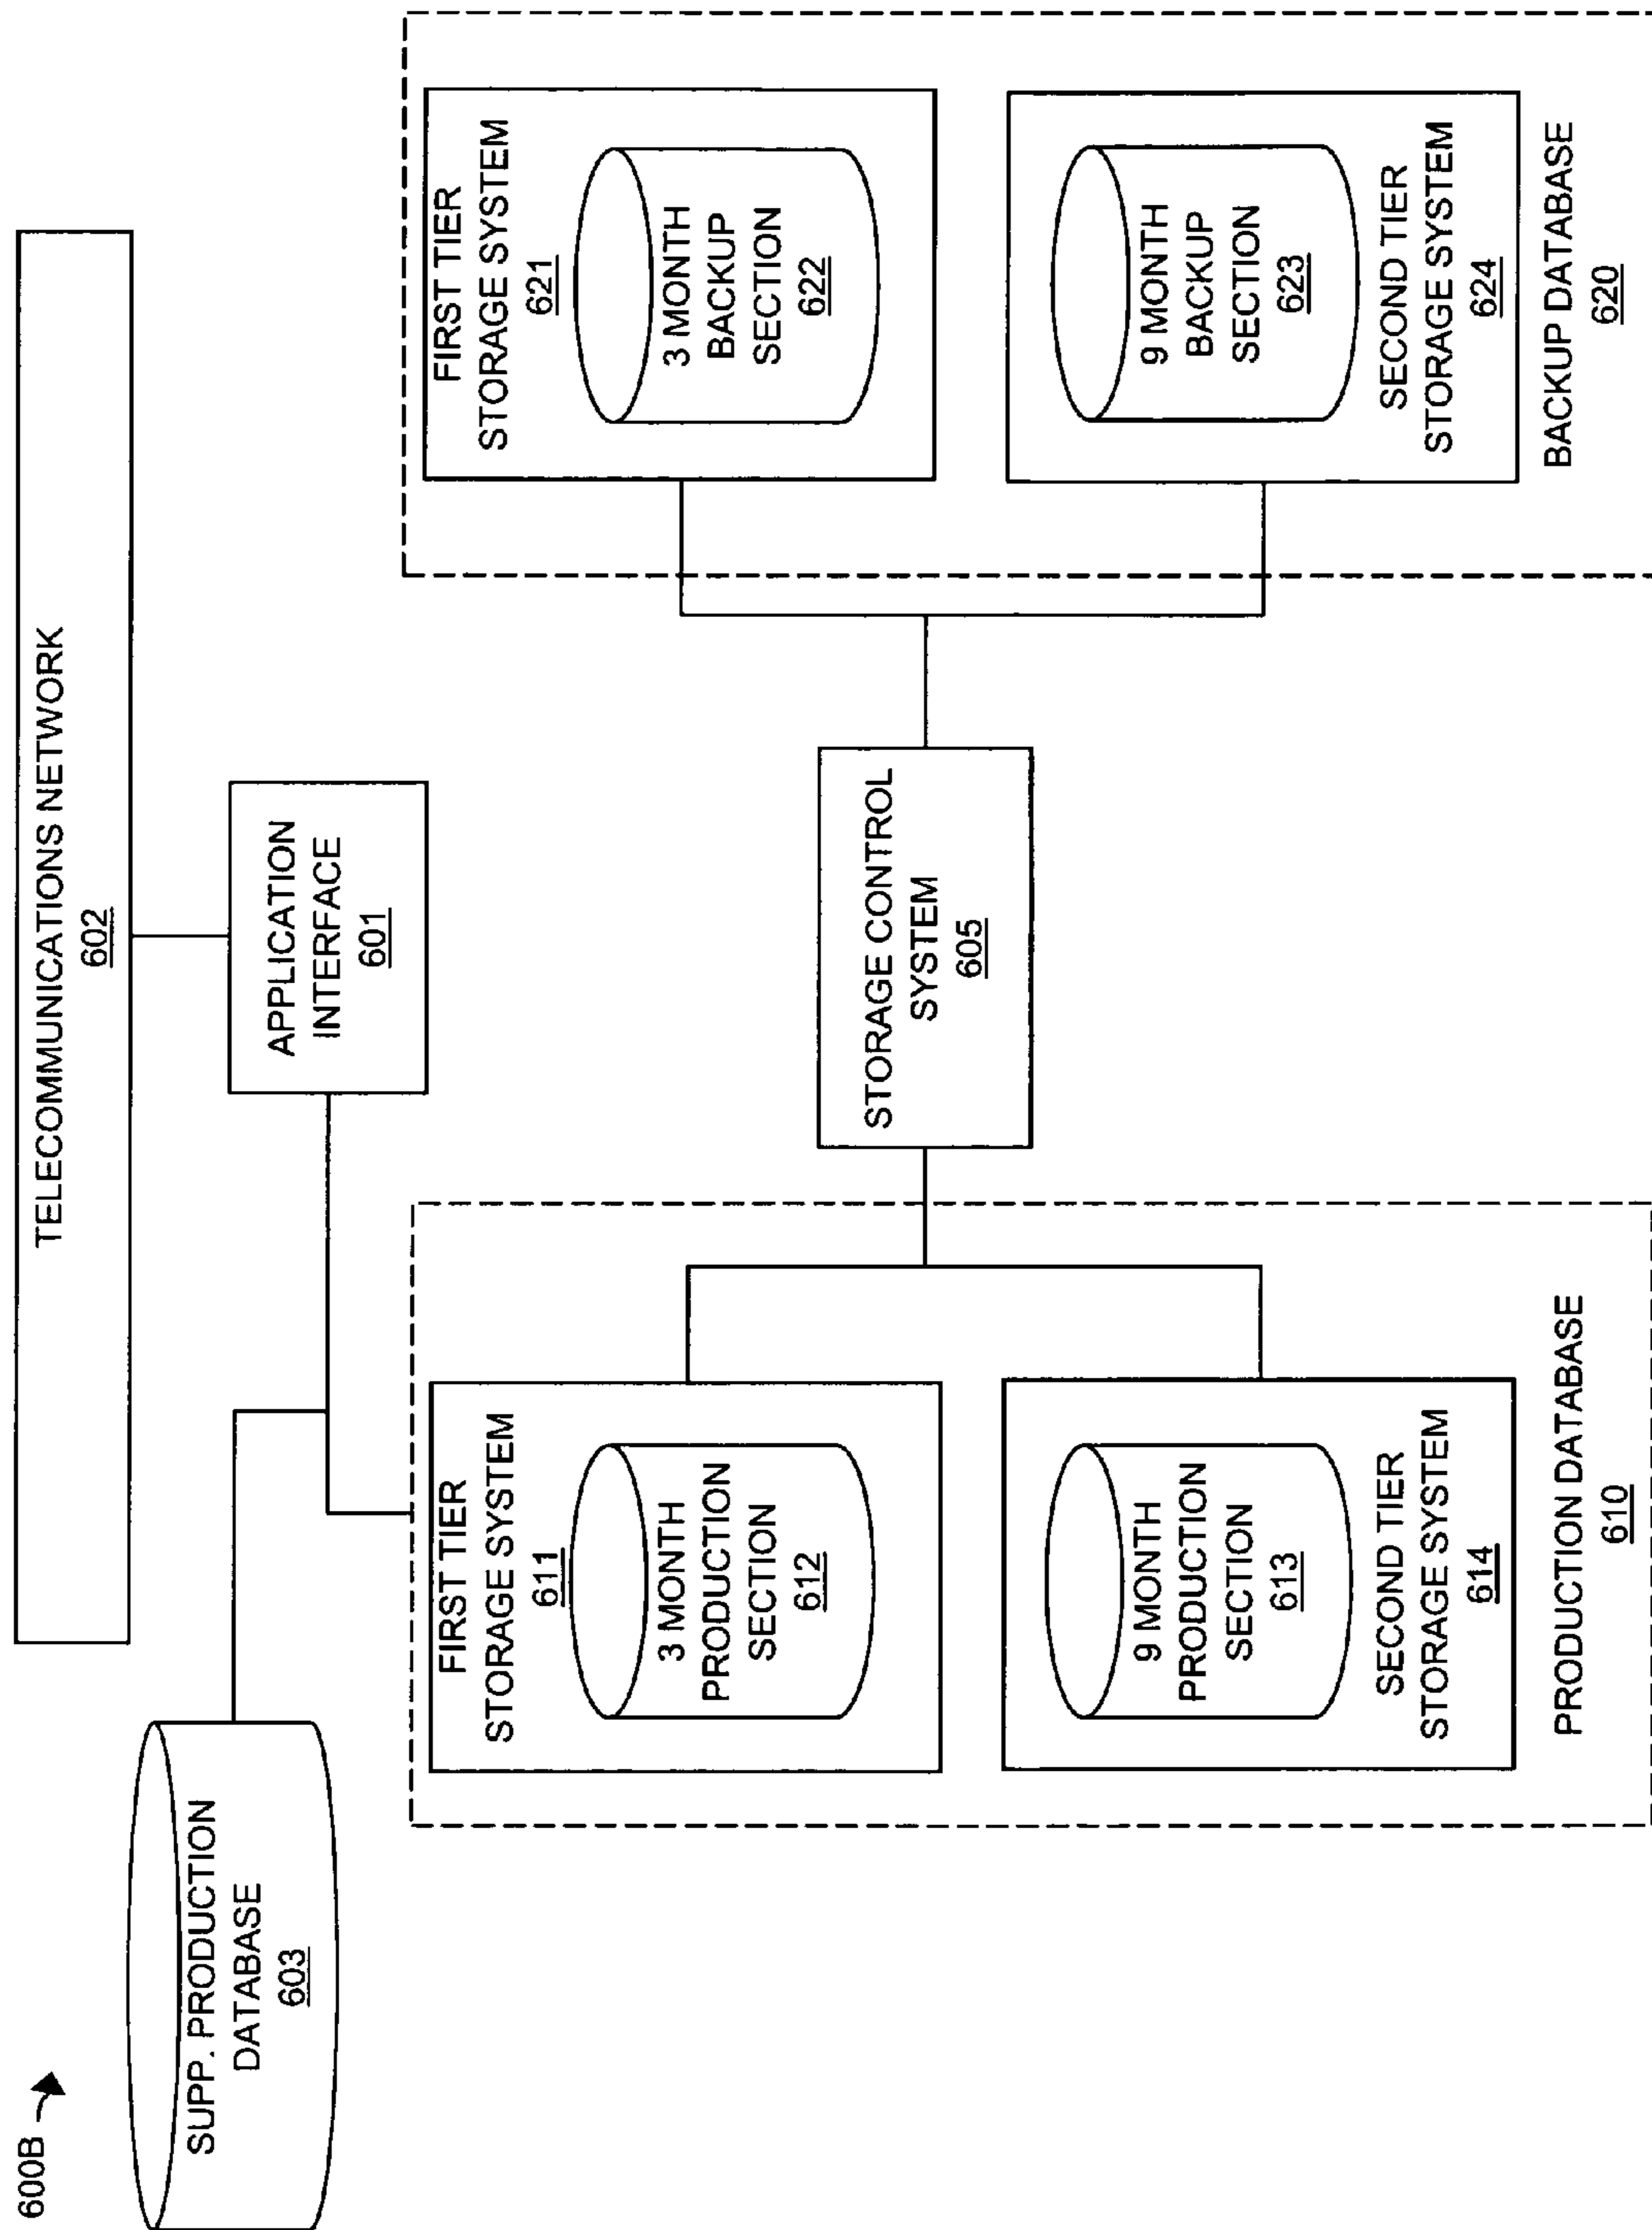 600B
TELECOMMUNICATIONS NETWORK
602
SUPP. PRODUCTION
DATABASE
603
APPLICATION
INTERFACE
601
FIRST TIER
STORAGE SYSTEM
611
3 MONTH
PRODUCTION
SECTION
612
9 MONTH
PRODUCTION
SECTION
613
SECOND TIER
STORAGE SYSTEM
614
PRODUCTION DATABASE
610
STORAGE CONTROL
SYSTEM
605
FIRST TIER
STORAGE SYSTEM
621
3 MONTH
BACKUP
SECTION
622
9 MONTH
BACKUP
SECTION
623
SECOND TIER
STORAGE SYSTEM
624
BACKUP DATABASE
620